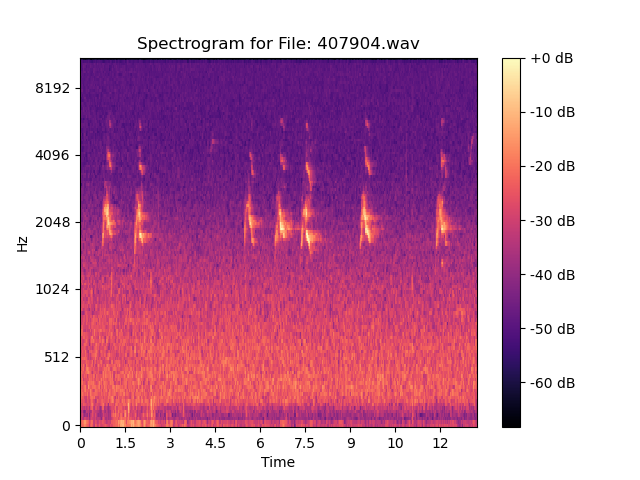 Spectrogram for File: 407904.wav
Hz
8192
4096
2048
1024
512
0
0 1.5 3 4.5 6 7.5 9 10 12
Time
+0 dB
-10 dB
-20 dB
-30 dB
-40 dB
-50 dB
-60 dB